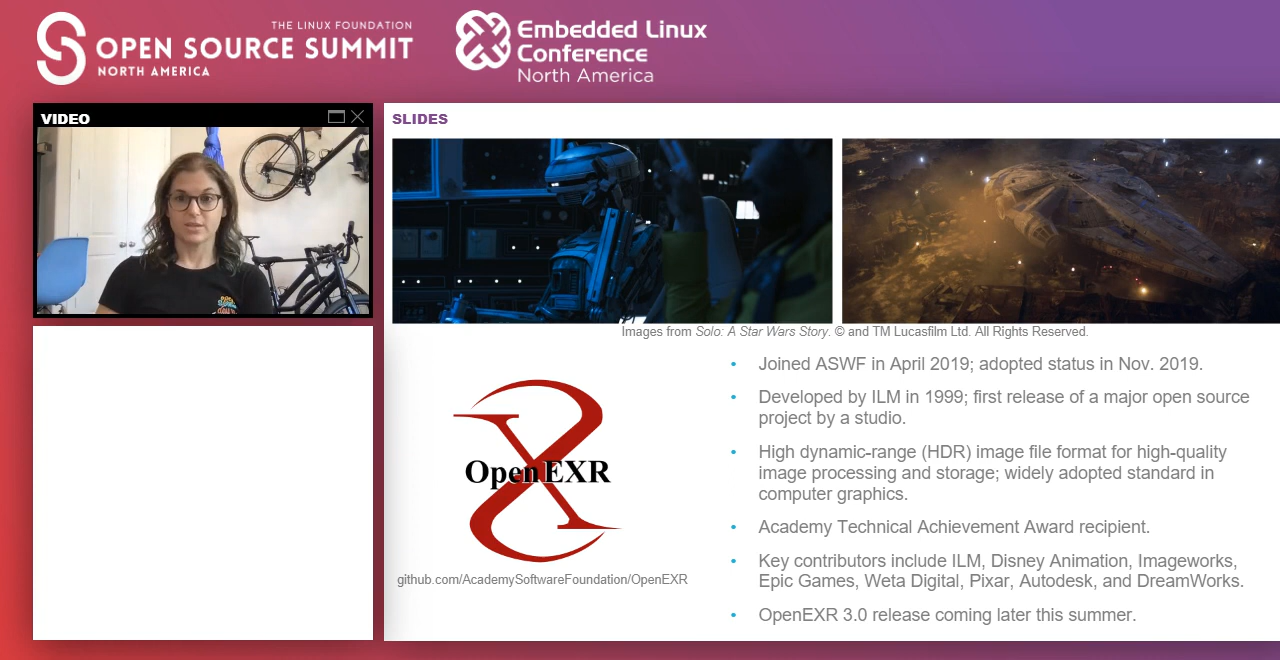 THE LINUX FOUNDATION
OPEN SOURCE SUMMIT
NORTH AMERICA
Embedded Linux
Conference
North America
VIDEO
SLIDES
Images from Solo: A Star Wars Story. © and TM Lucasfilm Ltd. All Rights Reserved.
OpenEXR
github.com/AcademySoftwareFoundation/OpenEXR
• Joined ASWF in April 2019; adopted status in Nov. 2019.
• Developed by ILM in 1999; first release of a major open source
project by a studio.
• High dynamic-range (HDR) image file format for high-quality
image processing and storage; widely adopted standard in
computer graphics.
• Academy Technical Achievement Award recipient.
• Key contributors include ILM, Disney Animation, Imageworks,
Epic Games, Weta Digital, Pixar, Autodesk, and DreamWorks.
• OpenEXR 3.0 release coming later this summer.